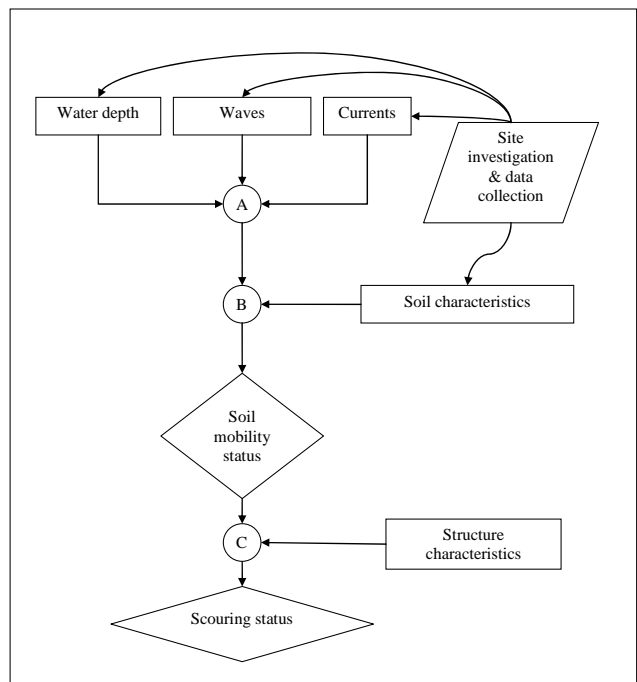 Water depth
Waves
Currents
Site
investigation
& data
collection
A
B
Soil characteristics
Soil
mobility
status
C
Structure
characteristics
Scouring status